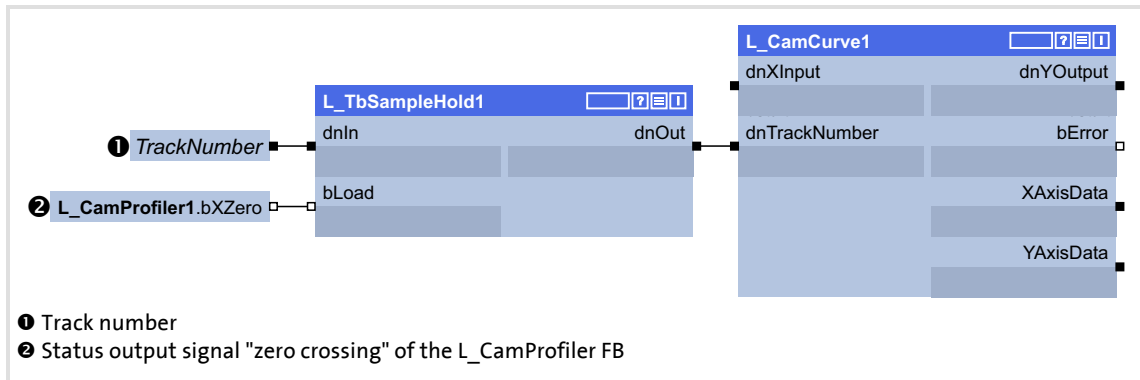 L_CamCurve1
dnXInput dnYOutput
L_TbSampleHold1
dnIn dnOut dnTrackNumber bError
❶ TrackNumber
bLoad XAxisData
❷ L_CamProfiler1.bXZero
YAxisData
❶ Track number
❷ Status output signal "zero crossing" of the L_CamProfiler FB